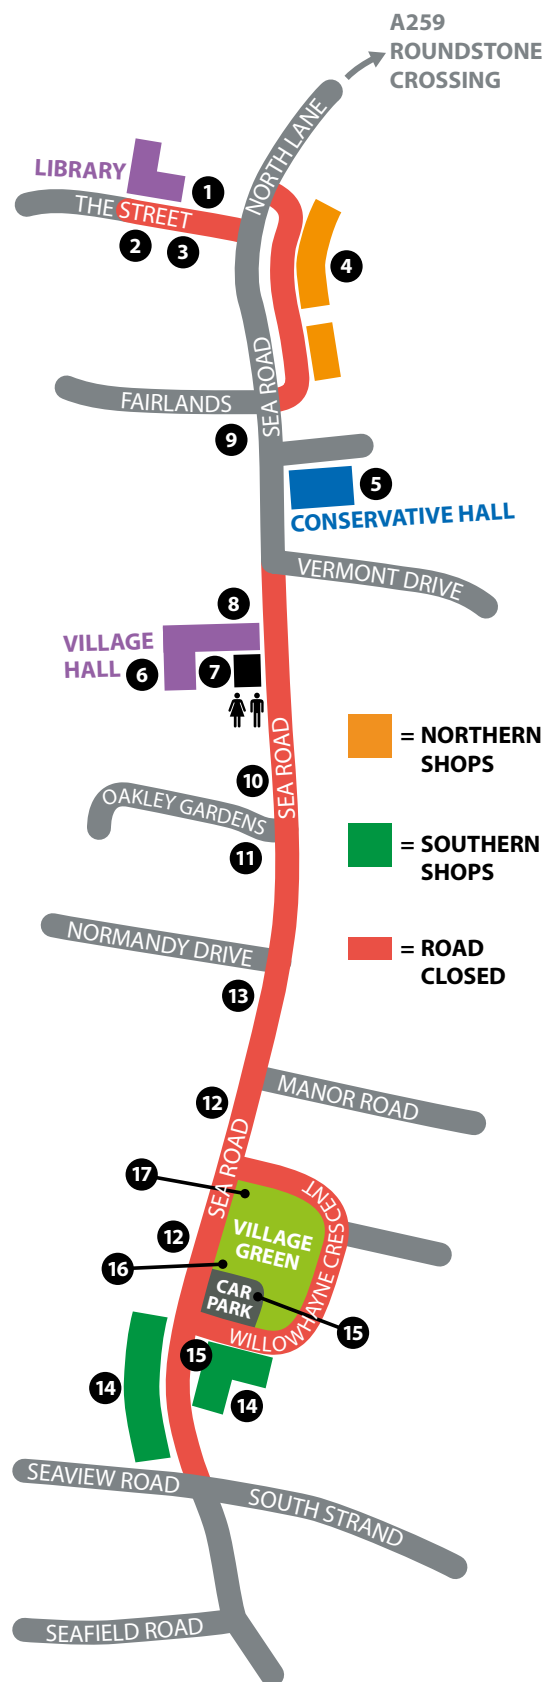 A259
ROUNDSTONE
CROSSING
NORTH LANE
LIBRARY
1
THE STREET
2
3
4
SEA ROAD
FAIRLANDS
9
5
CONSERVATIVE HALL
VERMONT DRIVE
8
VILLAGE
HALL
6
7
= NORTHERN
SHOPS
SEA ROAD
10
OAKLEY GARDENS
11
= SOUTHERN
SHOPS
NORMANDY DRIVE
= ROAD
CLOSED
13
MANOR ROAD
12
SEA ROAD
17
WILLOWHAYNE CRESCENT
VILLAGE
GREEN
12
16
CAR
PARK
15
15
14
14
SEAVIEW ROAD
SOUTH STRAND
SEAFIELD ROAD